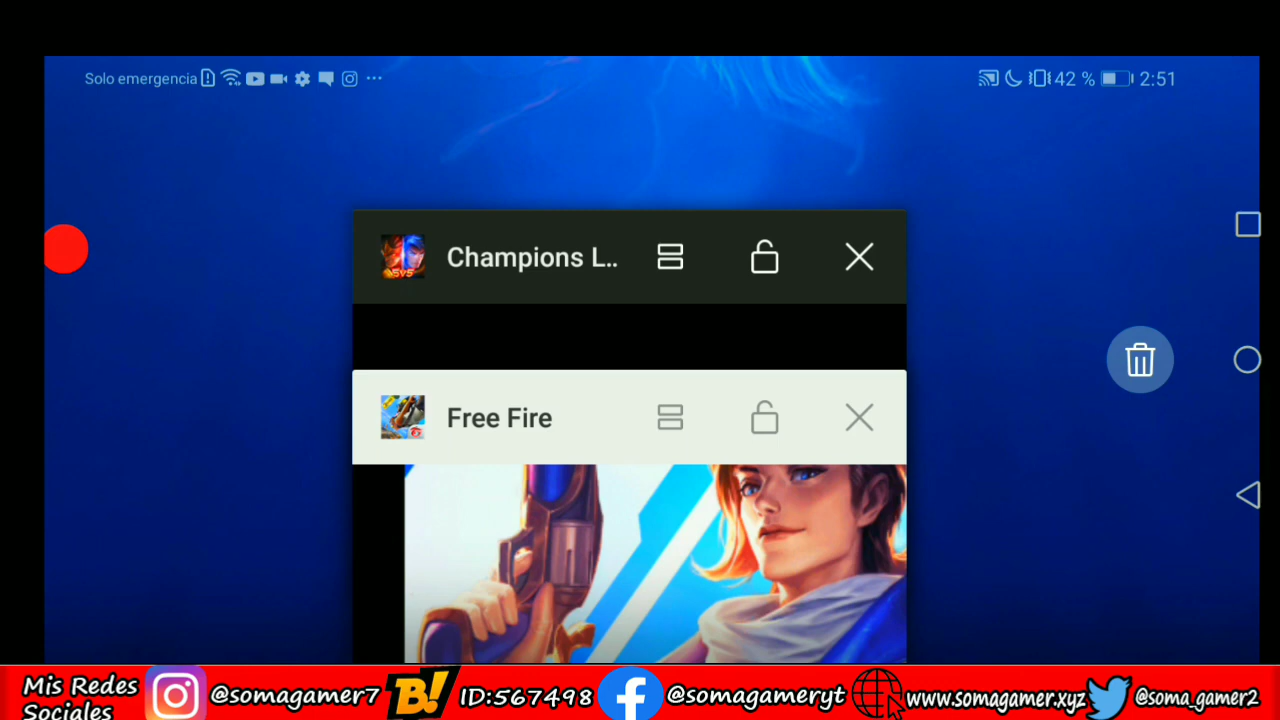 Solo emergencia
42 % 2:51
5v5
Champions L..
Free Fire
Mis Redes
Sociales
@somagamer7
B!
ID:567498
@somagameryt
www.somagamer.xyz
@soma_gamer2